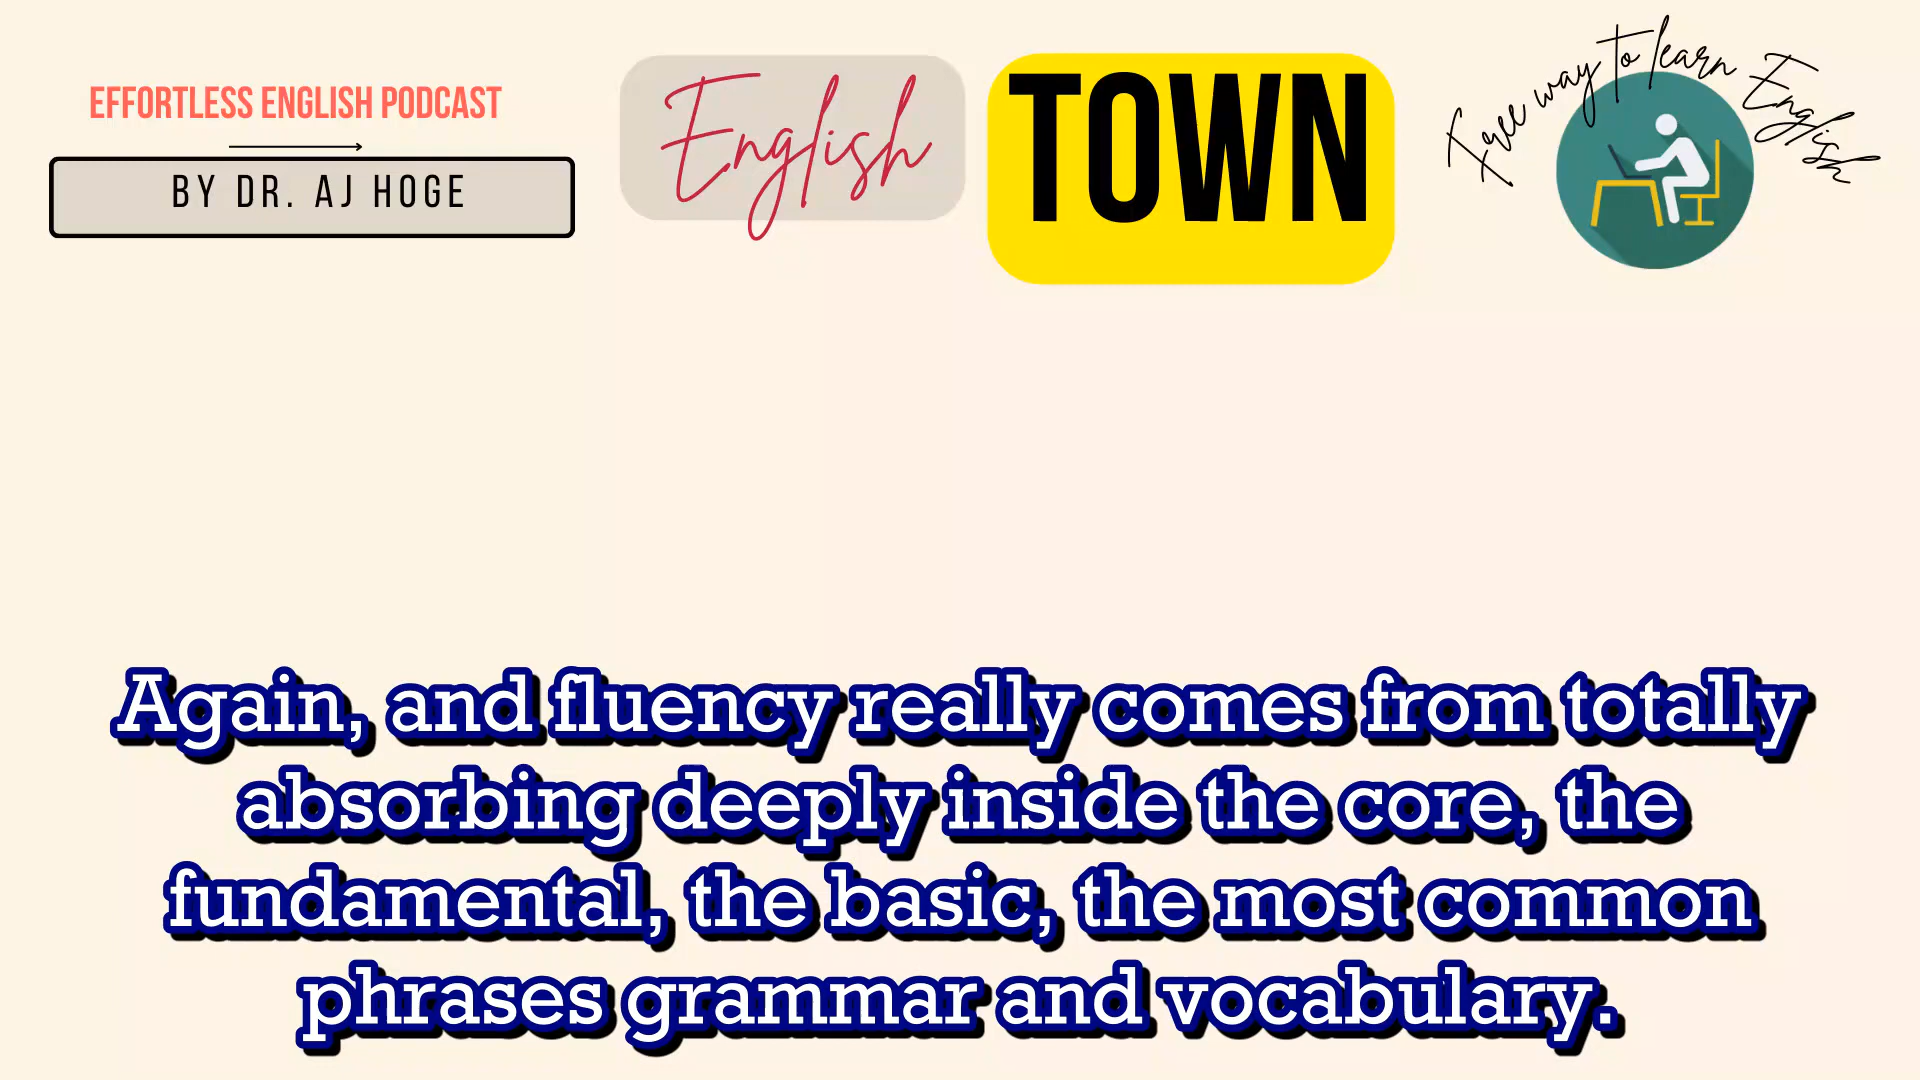 EFFORTLESS ENGLISH PODCAST
BY DR. AJ HOGE
English
TOWN
Free way to learn English
Again, and fluency really comes from totally
absorbing deeply inside the core, the
fundamental, the basic, the most common
phrases grammar and vocabulary.